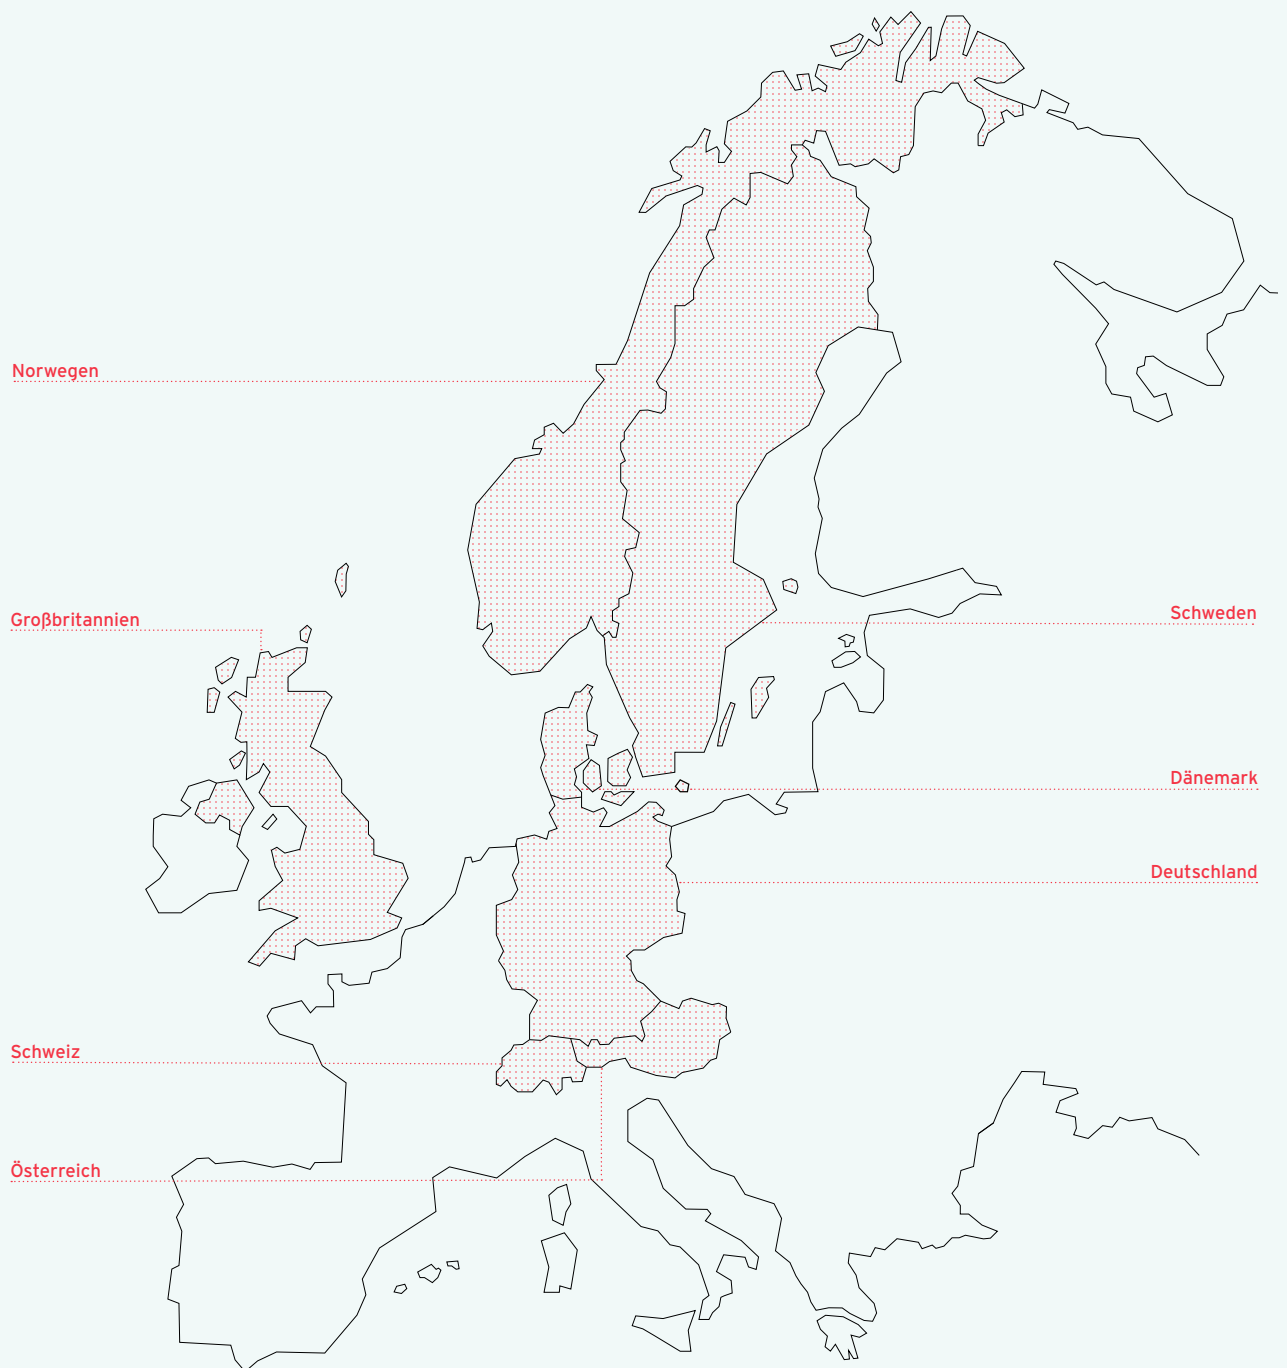 Norwegen
Großbritannien
Schweden
Dänemark
Deutschland
Schweiz
Österreich